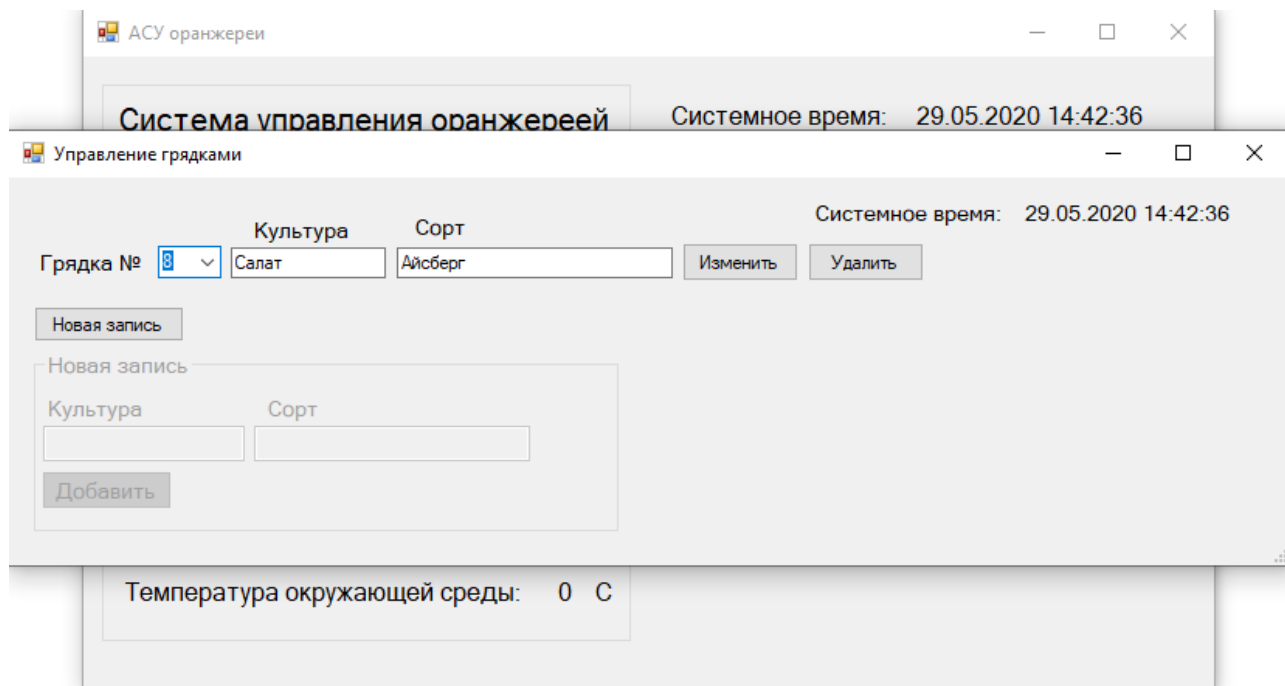 АСУ оранжереи
Система управления оранжереей Системное время: 29.05.2020 14:42:36
Управление грядками
Системное время: 29.05.2020 14:42:36
Культура Сорт
Грядка № 8 Салат Айсберг Изменить Удалить
Новая запись
Новая запись
Культура Сорт
Добавить
Температура окружающей среды: 0 C